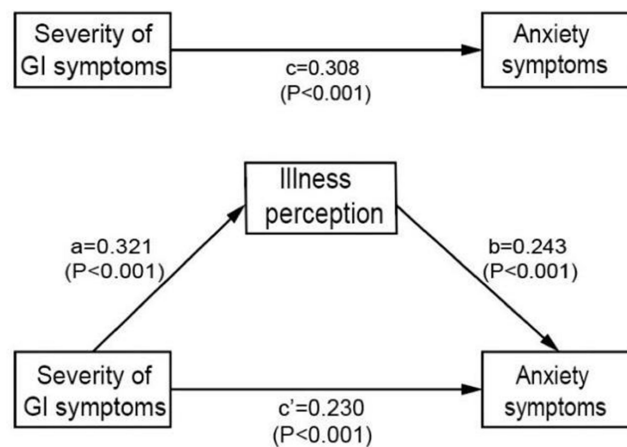 Severity of
GI symptoms
Anxiety
symptoms
c=0.308
(P<0.001)
Illness
perception
a=0.321
(P<0.001)
b=0.243
(P<0.001)
Severity of
GI symptoms
Anxiety
symptoms
c'=0.230
(P<0.001)